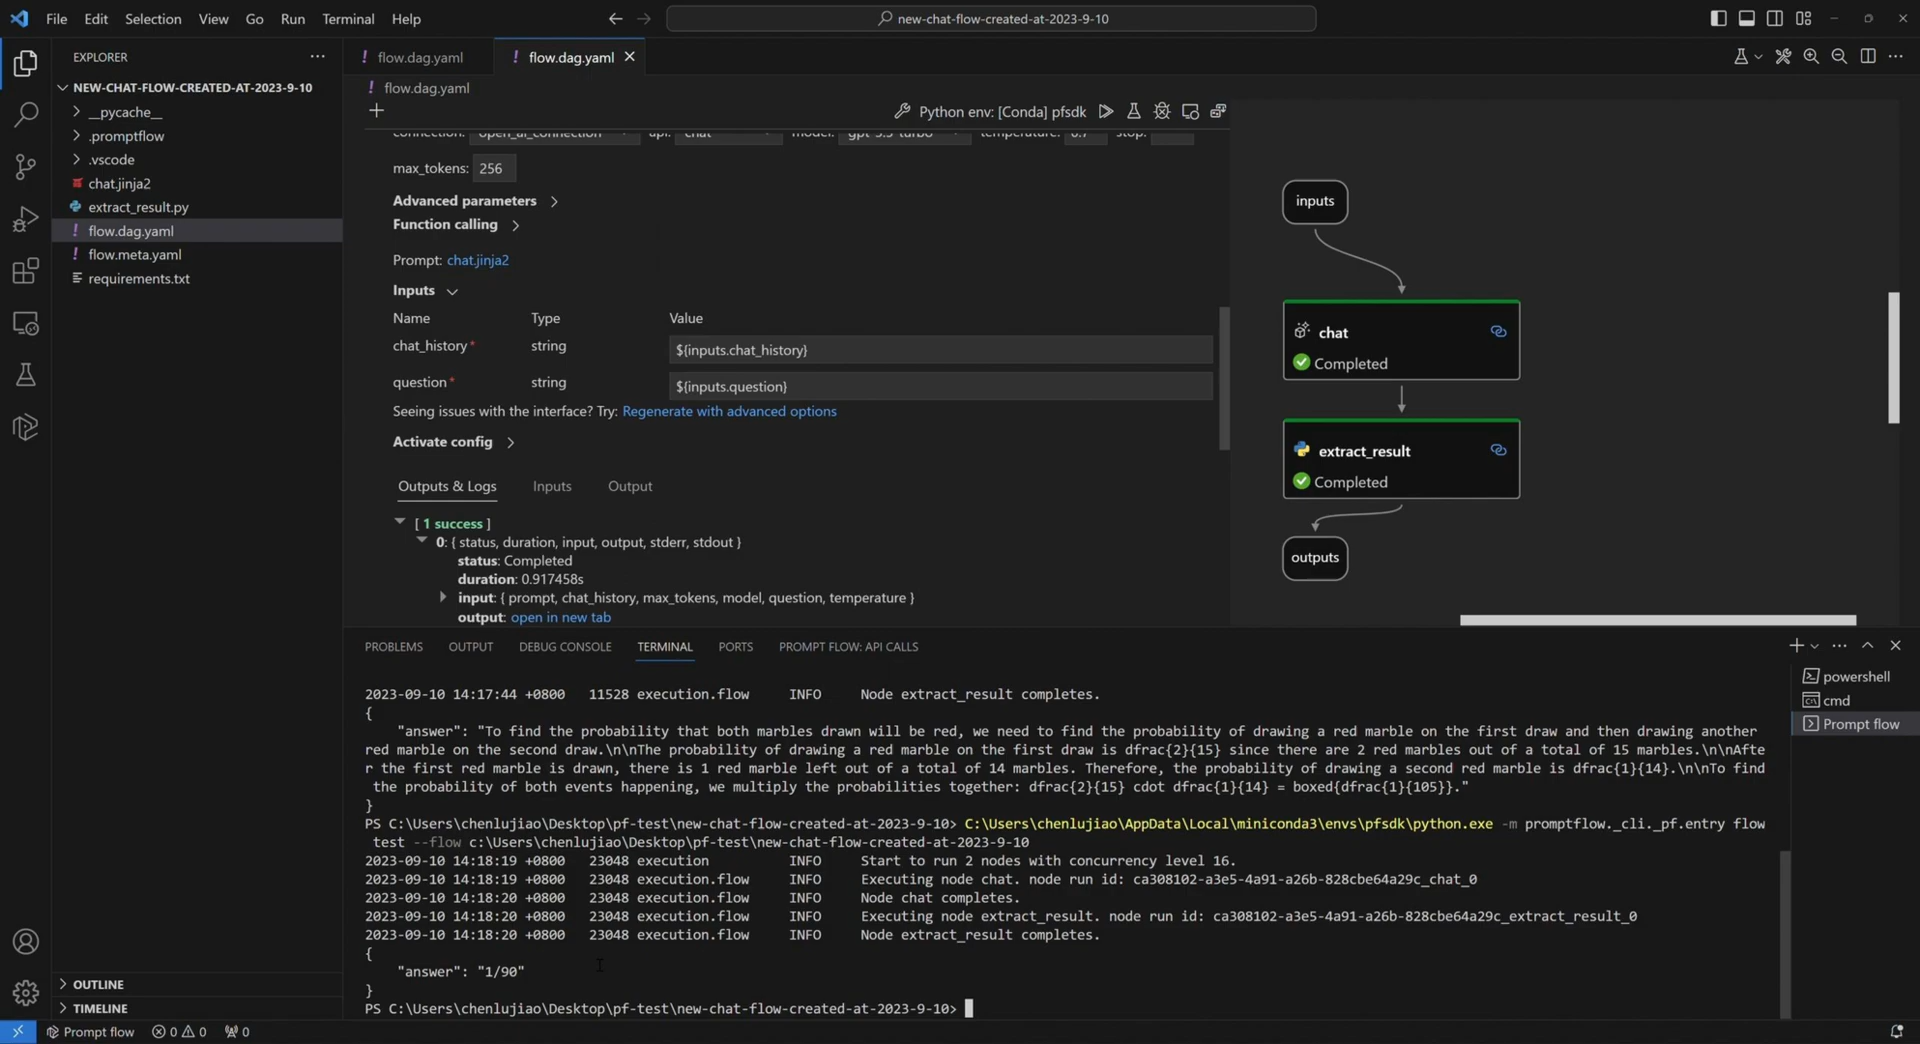 File Edit Selection View Go Run Terminal Help
new-chat-flow-created-at-2023-9-10
EXPLORER
NEW-CHAT-FLOW-CREATED-AT-2023-9-10
__pycache__
.promptflow
.vscode
chat.jinja2
extract_result.py
flow.dag.yaml
flow.meta.yaml
requirements.txt
OUTLINE
TIMELINE
! flow.dag.yaml
! flow.dag.yaml
! flow.dag.yaml
Python env: [Conda] pfsdk
connection: open_ai_connection api: chat model: gpt-3.5-turbo temperature: 0.7 stop:
max_tokens: 256
Advanced parameters
Function calling
Prompt: chat.jinja2
Inputs
Name Type Value
chat_history* string ${inputs.chat_history}
question* string ${inputs.question}
Seeing issues with the interface? Try: Regenerate with advanced options
Activate config
Outputs & Logs Inputs Output
[ 1 success ]
0: { status, duration, input, output, stderr, stdout }
status: Completed
duration: 0.917458s
input: { prompt, chat_history, max_tokens, model, question, temperature }
output: open in new tab
inputs
chat
Completed
extract_result
Completed
outputs
PROBLEMS OUTPUT DEBUG CONSOLE TERMINAL PORTS PROMPT FLOW: API CALLS
powershell
cmd
Prompt flow
2023-09-10 14:17:44 +0800 11528 execution.flow INFO Node extract_result completes.
{
"answer": "To find the probability that both marbles drawn will be red, we need to find the probability of drawing a red marble on the first draw and then drawing another
red marble on the second draw.\n\nThe probability of drawing a red marble on the first draw is dfrac{2}{15} since there are 2 red marbles out of a total of 15 marbles.\n\nAfte
r the first red marble is drawn, there is 1 red marble left out of a total of 14 marbles. Therefore, the probability of drawing a second red marble is dfrac{1}{14}.\n\nTo find
the probability of both events happening, we multiply the probabilities together: dfrac{2}{15} cdot dfrac{1}{14} = boxed{dfrac{1}{105}}."
}
PS C:\Users\chenlujiao\Desktop\pf-test\new-chat-flow-created-at-2023-9-10> C:\Users\chenlujiao\AppData\Local\miniconda3\envs\pfsdk\python.exe -m promptflow._cli._pf.entry flow
test --flow c:\Users\chenlujiao\Desktop\pf-test\new-chat-flow-created-at-2023-9-10
2023-09-10 14:18:19 +0800 23048 execution INFO Start to run 2 nodes with concurrency level 16.
2023-09-10 14:18:19 +0800 23048 execution.flow INFO Executing node chat. node run id: ca308102-a3e5-4a91-a26b-828cbe64a29c_chat_0
2023-09-10 14:18:20 +0800 23048 execution.flow INFO Node chat completes.
2023-09-10 14:18:20 +0800 23048 execution.flow INFO Executing node extract_result. node run id: ca308102-a3e5-4a91-a26b-828cbe64a29c_extract_result_0
2023-09-10 14:18:20 +0800 23048 execution.flow INFO Node extract_result completes.
{
"answer": "1/90"
}
PS C:\Users\chenlujiao\Desktop\pf-test\new-chat-flow-created-at-2023-9-10>
Prompt flow 0 0 0